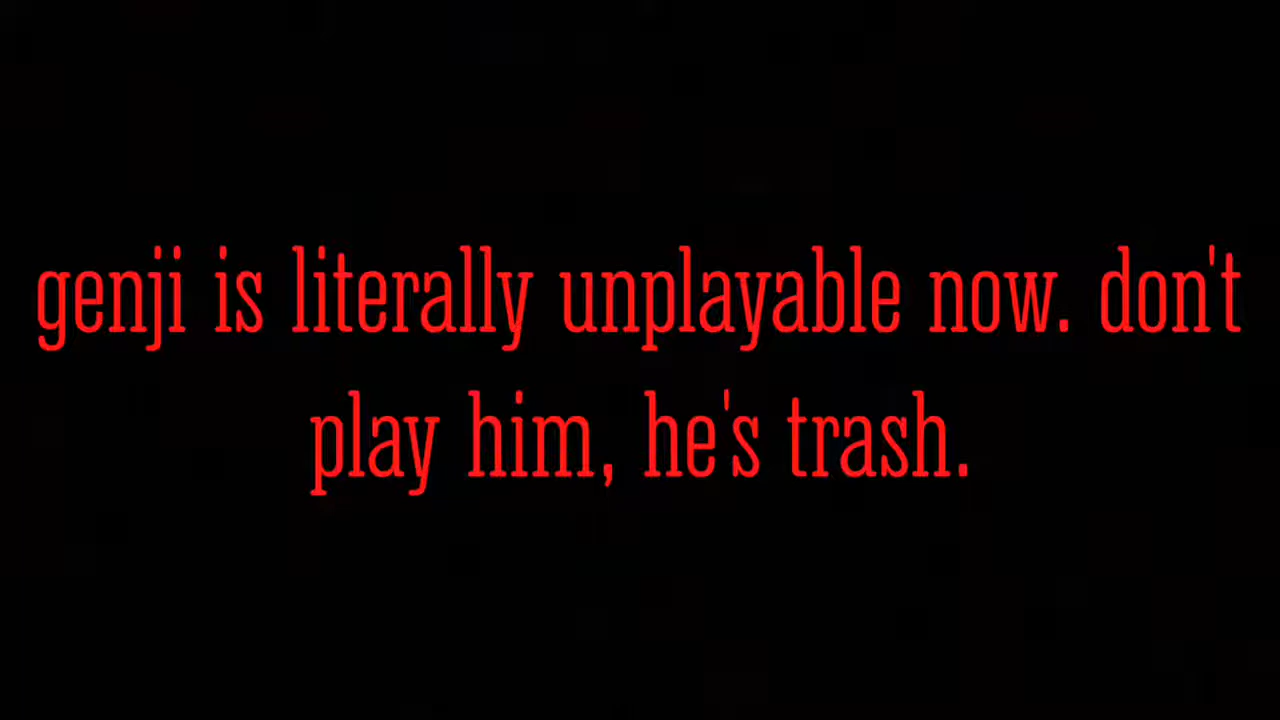 genji is literally unplayable now. don't
play him, he's trash.